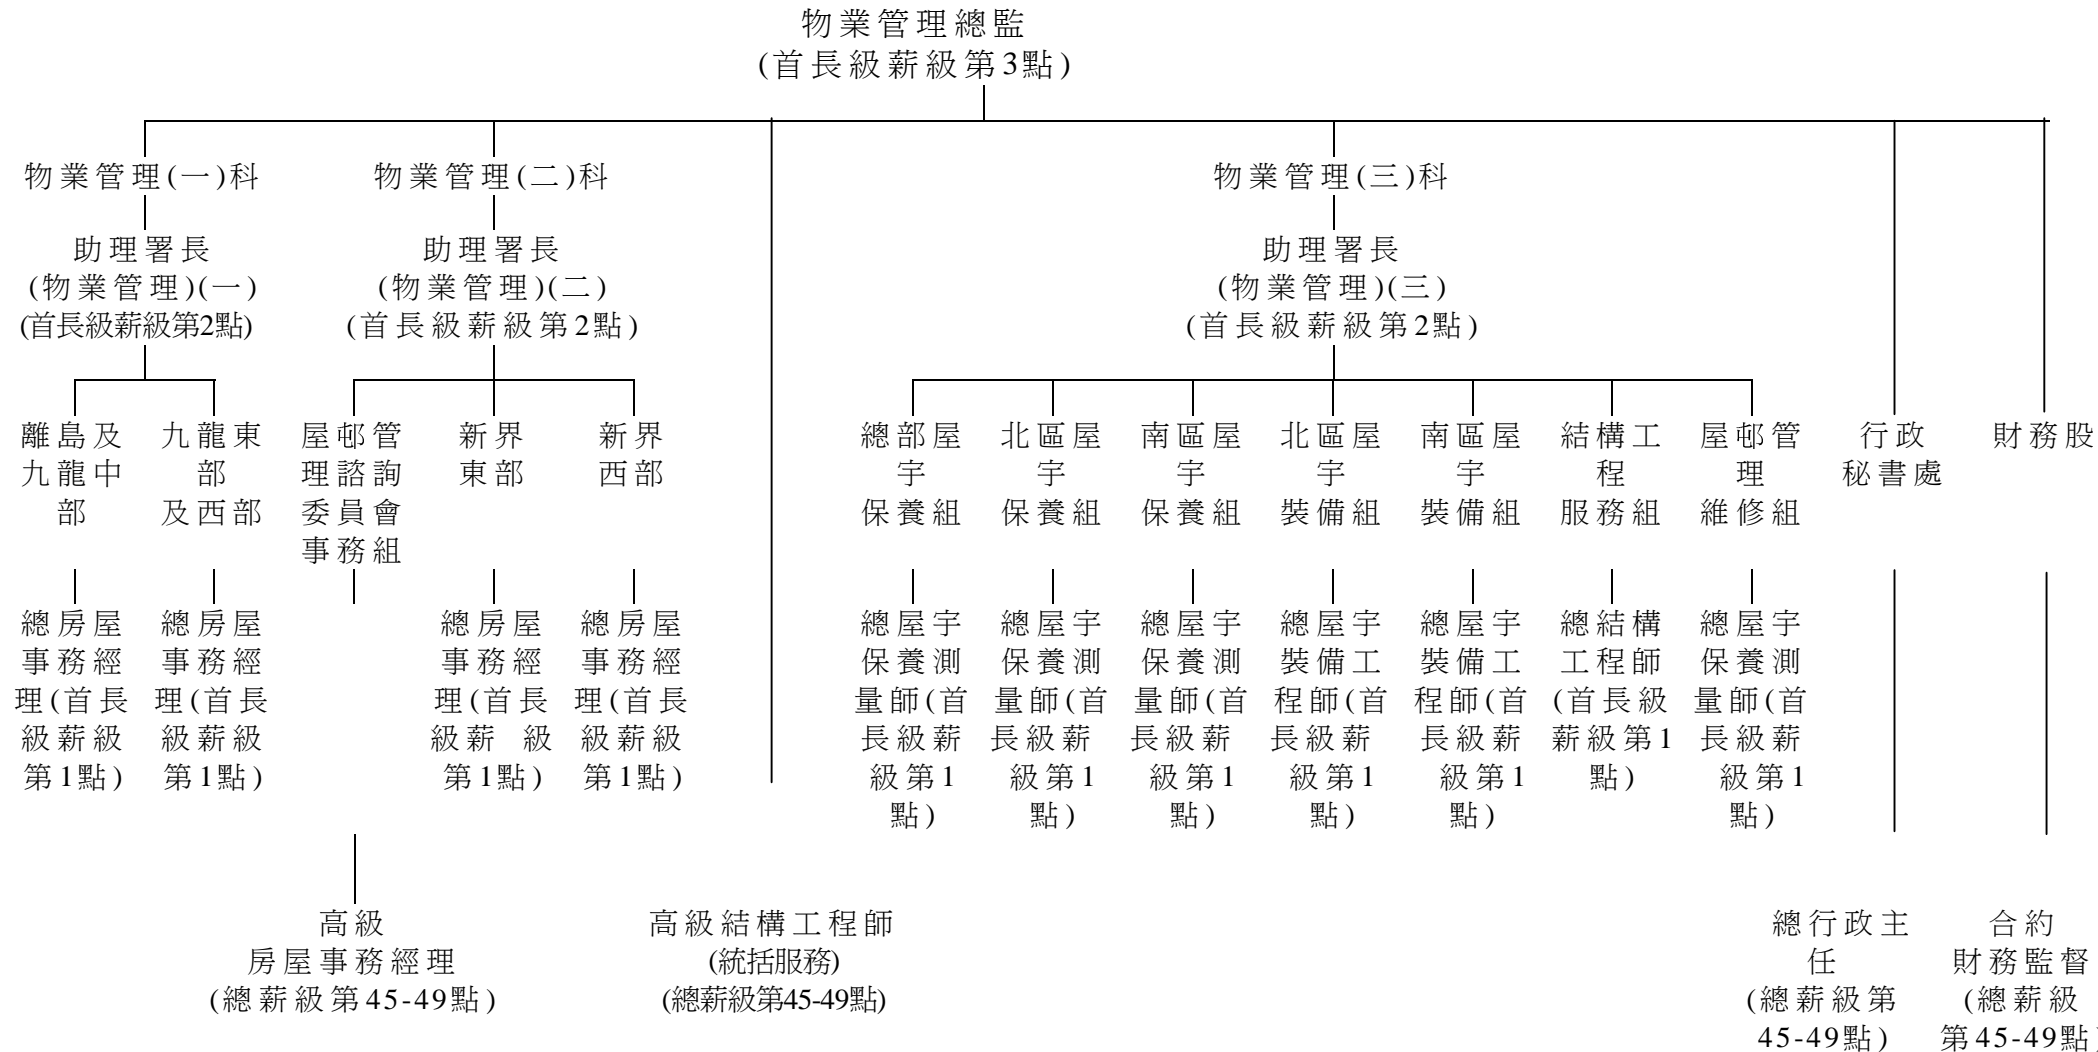 物業管理總監
(首長級薪級第3點)
物業管理(一)科
助理署長
(物業管理)(一)
(首長級薪級第2點)
物業管理(二)科
助理署長
(物業管理)(二)
(首長級薪級第2點)
物業管理(三)科
助理署長
(物業管理)(三)
(首長級薪級第2點)
離島及
九龍中
部
九龍東
部
及西部
屋邨管
理諮詢
委員會
事務組
新界
東部
新界
西部
總部屋
宇
保養組
北區屋
宇
保養組
南區屋
宇
保養組
北區屋
宇
裝備組
南區屋
宇
裝備組
結構工
程
服務組
屋邨管
理
維修組
行政
秘書處
財務股
總房屋
事務經
理(首長
級薪級
第1點)
總房屋
事務經
理(首長
級薪級
第1點)
總房屋
事務經
理(首長
級薪 級
第1點)
總房屋
事務經
理(首長
級薪級
第1點)
總屋宇
保養測
量師(首
長級薪
級第1
點)
總屋宇
保養測
量師(首
長級薪
級第1
點)
總屋宇
保養測
量師(首
長級薪
級第1
點)
總屋宇
裝備工
程師(首
長級薪
級第1
點)
總屋宇
裝備工
程師(首
長級薪
級第1
點)
總結構
工程師
(首長級
薪級第1
點)
總屋宇
保養測
量師(首
長級薪
級第1
點)
高級
房屋事務經理
(總薪級第45-49點)
高級結構工程師
(統括服務)
(總薪級第45-49點)
總行政主
任
(總薪級第
45-49點)
合約
財務監督
(總薪級
第45-49點)